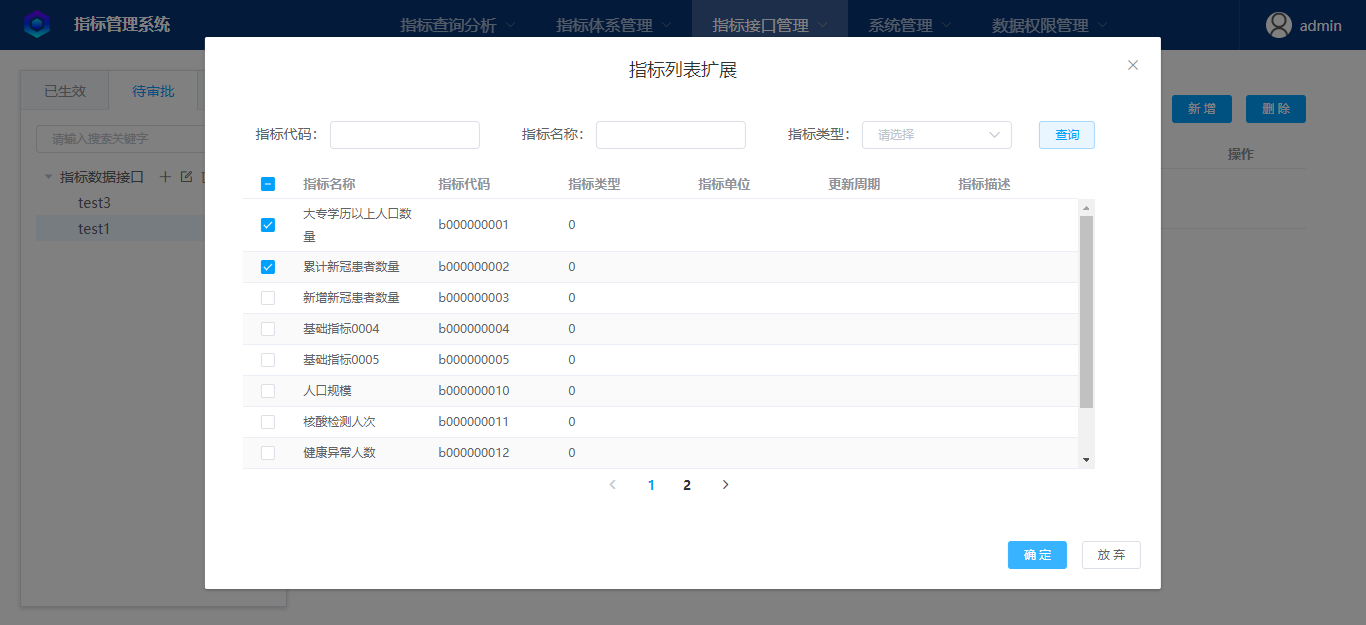 指标管理系统
指标查询分析
指标体系管理
指标接口管理
系统管理
数据权限管理
admin
已生效
待审批
请输入搜索关键字
指标数据接口
test3
test1
新增
删除
操作
指标列表扩展
指标代码：
指标名称：
指标类型：
请选择
查询
指标名称 指标代码 指标类型 指标单位 更新周期 指标描述
大专学历以上人口数
量
b000000001 0
累计新冠患者数量 b000000002 0
新增新冠患者数量 b000000003 0
基础指标0004 b000000004 0
基础指标0005 b000000005 0
人口规模 b000000010 0
核酸检测人次 b000000011 0
健康异常人数 b000000012 0
1 2
确定
放弃